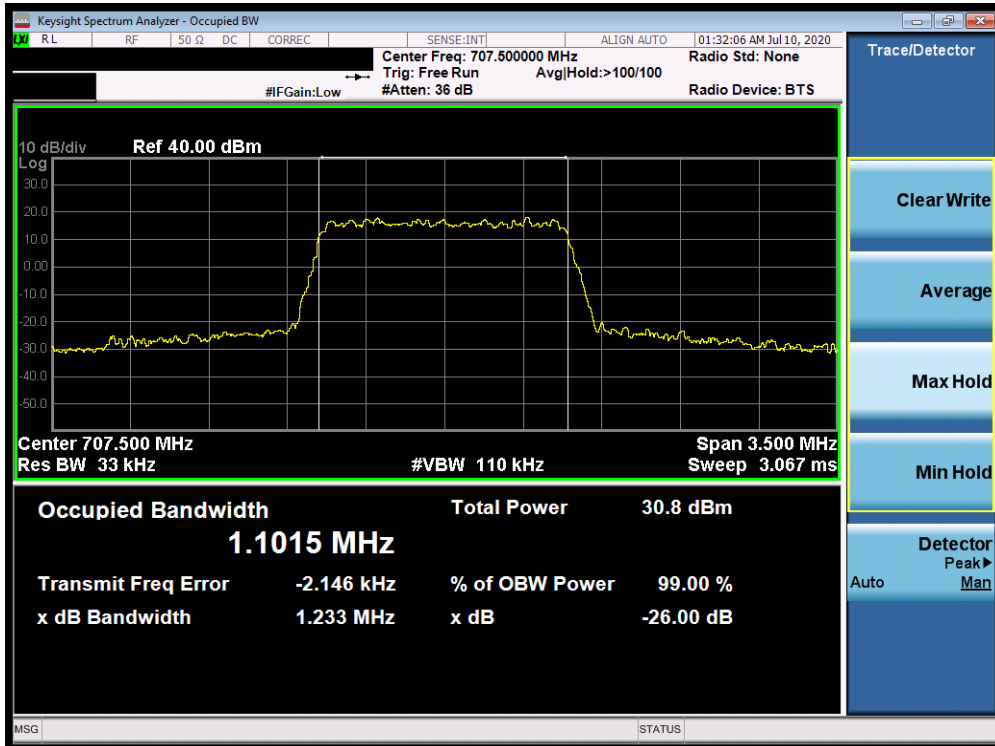 Keysight Spectrum Analyzer - Occupied BW
LXI RL RF 50 Ω DC CORREC SENSE:INT ALIGN AUTO 01:32:06 AM Jul 10, 2020
Center Freq: 707.500000 MHz Radio Std: None
Trig: Free Run Avg|Hold:>100/100
#IFGain:Low #Atten: 36 dB Radio Device: BTS
Trace/Detector
10 dB/div Ref 40.00 dBm
Log
30.0
20.0
10.0
0.00
-10.0
-20.0
-30.0
-40.0
-50.0
Center 707.500 MHz Span 3.500 MHz
Res BW 33 kHz #VBW 110 kHz Sweep 3.067 ms
Occupied Bandwidth Total Power 30.8 dBm
1.1015 MHz
Transmit Freq Error -2.146 kHz % of OBW Power 99.00 %
x dB Bandwidth 1.233 MHz x dB -26.00 dB
Clear Write
Average
Max Hold
Min Hold
Detector
Peak▶
Auto Man
MSG STATUS